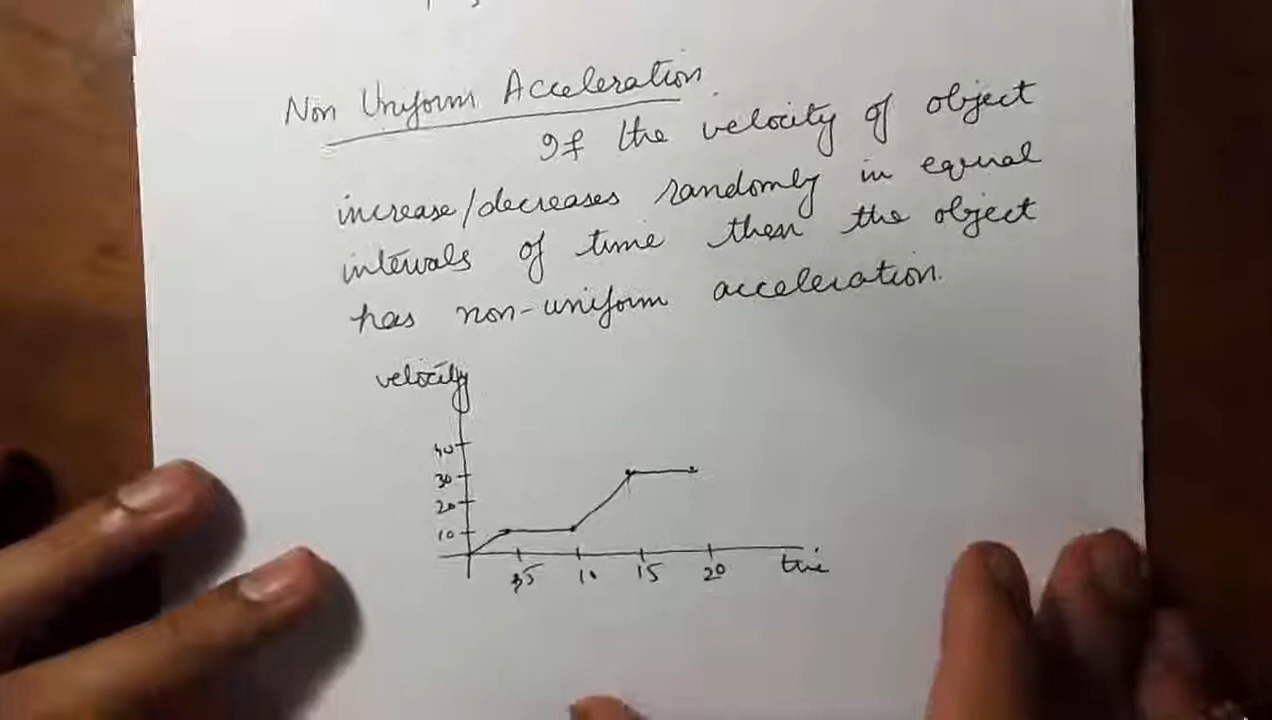 Non Uniform Acceleration.
If the velocity of object
increase/decreases randomly in equal
intervals of time then the object
has non-uniform acceleration.
velocity
40
30
20
10
5 10 15 20